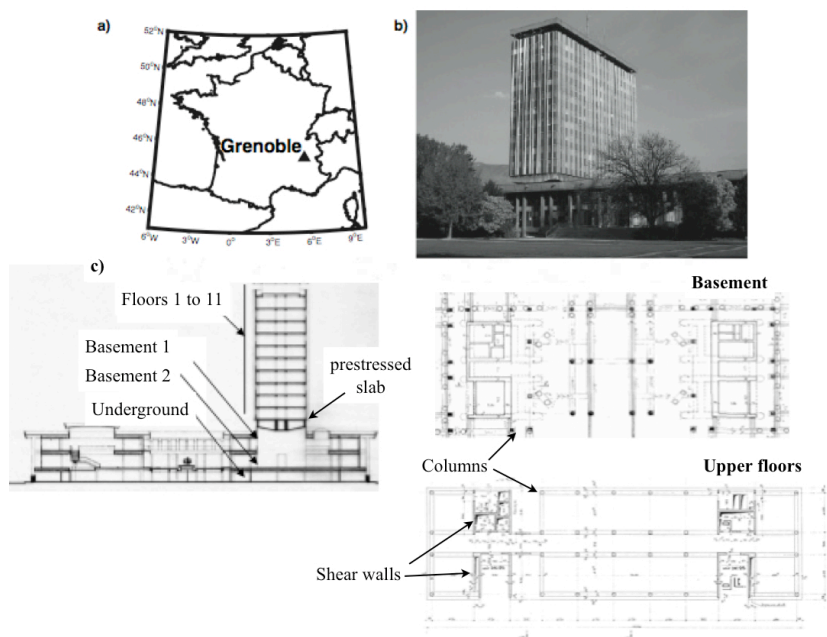 a)
52°N
50°N
48°N
46°N
44°N
42°N
6°W
3°W
0°
3°E
6°E
9°E
Grenoble
b)
c)
Floors 1 to 11
Basement 1
Basement 2
Underground
prestressed
slab
Basement
Columns
Upper floors
Shear walls